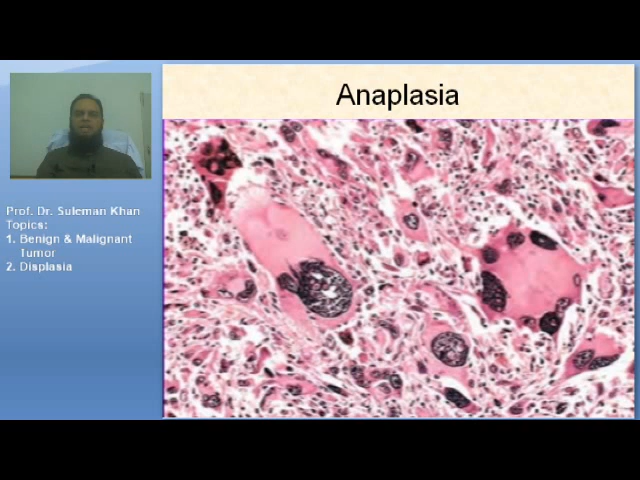 Anaplasia
Prof. Dr. Suleman Khan
Topics:
1. Benign & Malignant
Tumor
2. Displasia